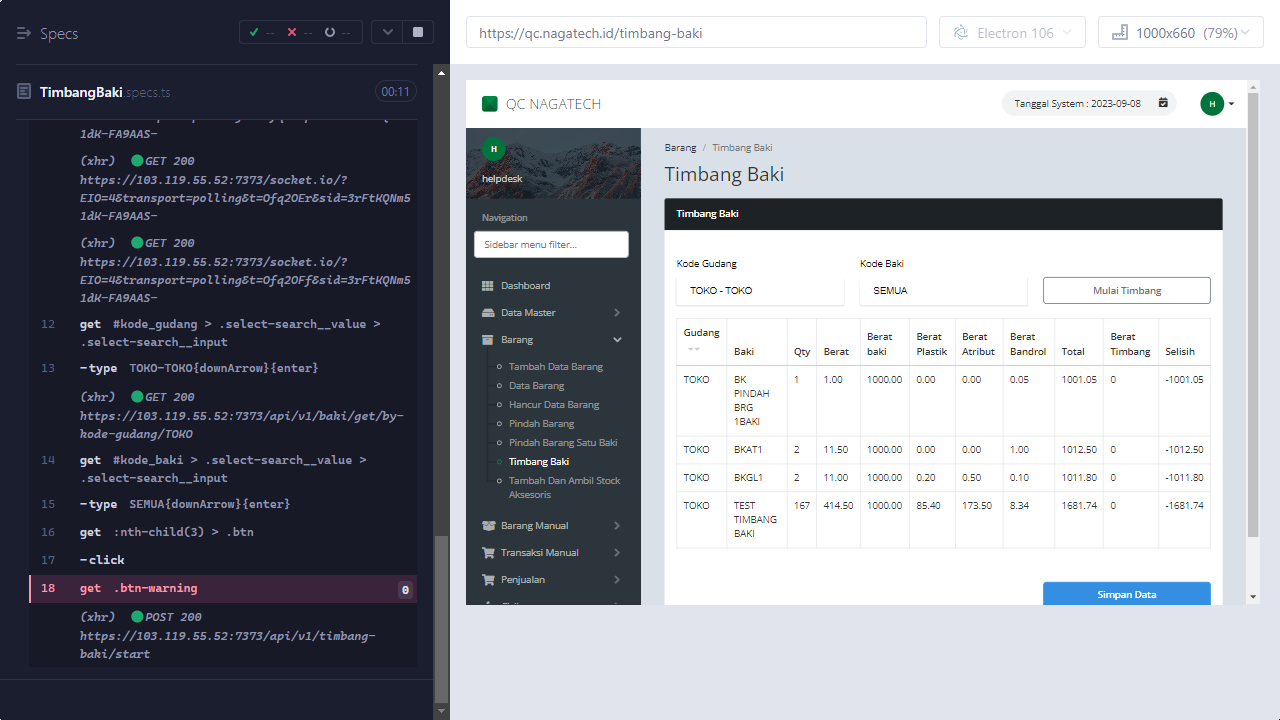 Specs
--
--
--
TimbangBaki.specs.ts
00:11
1dK-FA9AAS-
(xhr) GET 200
https://103.119.55.52:7373/socket.io/?
EIO=4&transport=polling&t=Ofq2OEr&sid=3rFtKQNm5
1dK-FA9AAS-
(xhr) GET 200
https://103.119.55.52:7373/socket.io/?
EIO=4&transport=polling&t=Ofq2OFf&sid=3rFtKQNm5
1dK-FA9AAS-
12 get #kode_gudang > .select-search__value >
.select-search__input
13 -type TOKO-TOKO{downArrow}{enter}
(xhr) GET 200
https://103.119.55.52:7373/api/v1/baki/get/by-
kode-gudang/TOKO
14 get #kode_baki > .select-search__value >
.select-search__input
15 -type SEMUA{downArrow}{enter}
16 get :nth-child(3) > .btn
17 -click
18 get .btn-warning 0
(xhr) POST 200
https://103.119.55.52:7373/api/v1/timbang-
baki/start
https://qc.nagatech.id/timbang-baki
Electron 106
1000x660 (79%)
QC NAGATECH
Tanggal System : 2023-09-08
H
H
helpdesk
Navigation
Sidebar menu filter...
Dashboard
Data Master
Barang
Tambah Data Barang
Data Barang
Hancur Data Barang
Pindah Barang
Pindah Barang Satu Baki
Timbang Baki
Tambah Dan Ambil Stock
Aksesoris
Barang Manual
Transaksi Manual
Penjualan
Barang / Timbang Baki
Timbang Baki
Timbang Baki
Kode Gudang
TOKO - TOKO
Kode Baki
SEMUA
Mulai Timbang
Gudang Baki Qty Berat Berat baki Berat Plastik Berat Atribut Berat Bandrol Total Berat Timbang Selisih
TOKO BK PINDAH BRG 1BAKI 1 1.00 1000.00 0.00 0.00 0.05 1001.05 0 -1001.05
TOKO BKAT1 2 11.50 1000.00 0.00 0.00 1.00 1012.50 0 -1012.50
TOKO BKGL1 2 11.00 1000.00 0.20 0.50 0.10 1011.80 0 -1011.80
TOKO TEST TIMBANG BAKI 167 414.50 1000.00 85.40 173.50 8.34 1681.74 0 -1681.74
Simpan Data